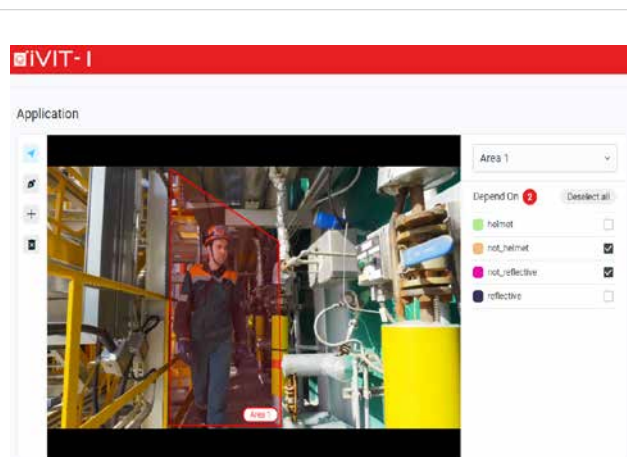 iVIT-I
Application
Area 1
Depend On 2 Deselect all
helmet
not_helmet
not_reflective
reflective
Area 1